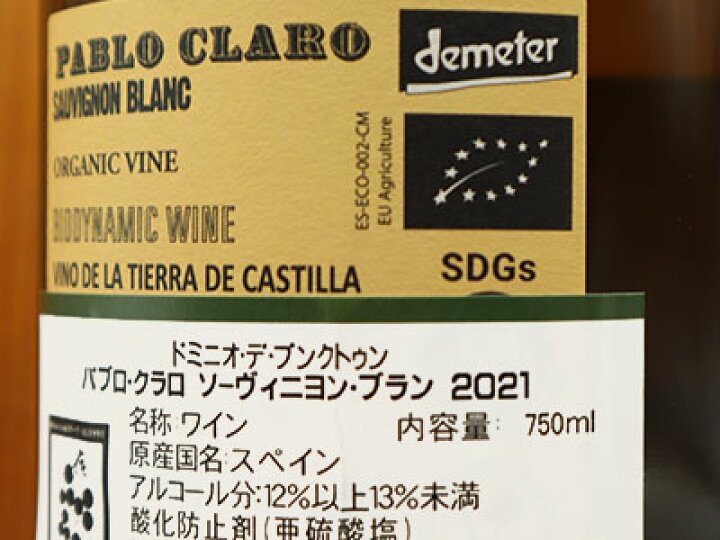 PABLO CLARO
SAUVIGNON BLANC
ORGANIC VINE
BIODYNAMIC WINE
VINO DE LA TIERRA DE CASTILLA
demeter
ES-ECO-002-CM
EU Agriculture
SDGs
ドミニオ・デ・プンクトゥン
パブロ・クラロ ソーヴィニヨン・ブラン 2021
名称:ワイン 内容量: 750ml
原産国名:スペイン
アルコール分:12%以上13%未満
酸化防止剤(亜硫酸塩)